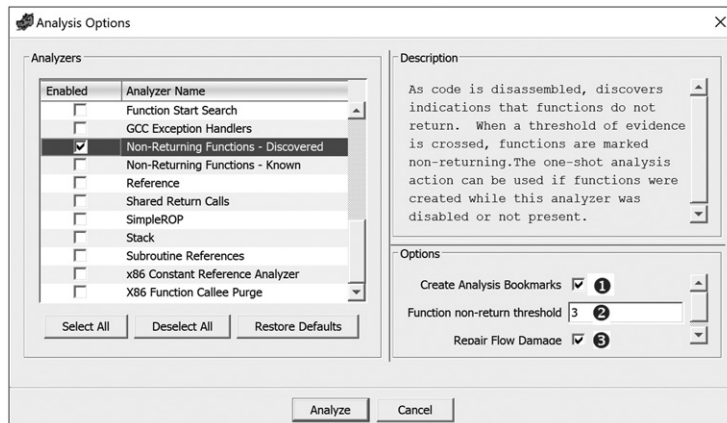 Analysis Options
Analyzers
Enabled Analyzer Name
Function Start Search
GCC Exception Handlers
Non-Returning Functions - Discovered
Non-Returning Functions - Known
Reference
Shared Return Calls
SimpleROP
Stack
Subroutine References
x86 Constant Reference Analyzer
X86 Function Callee Purge
Select All Deselect All Restore Defaults
Description
As code is disassembled, discovers
indications that functions do not
return. When a threshold of evidence
is crossed, functions are marked
non-returning.The one-shot analysis
action can be used if functions were
created while this analyzer was
disabled or not present.
Options
Create Analysis Bookmarks ❶
Function non-return threshold 3 ❷
Repair Flow Damage ❸
Analyze Cancel